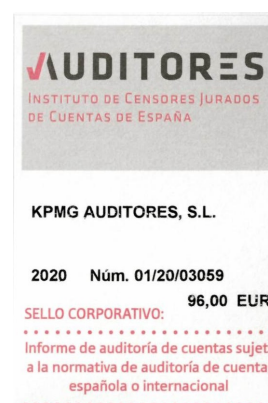 AUDITORES
INSTITUTO DE CENSORES JURADOS
DE CUENTAS DE ESPAÑA
KPMG AUDITORES, S.L.
2020 Núm. 01/20/03059
96,00 EUR
SELLO CORPORATIVO:
Informe de auditoría de cuentas sujet
a la normativa de auditoría de cuenta
española o internacional